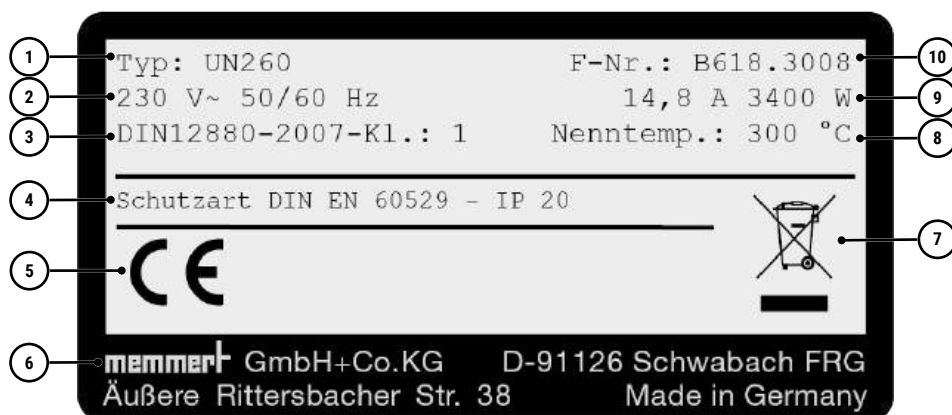 1 Typ: UN260 F-Nr.: B618.3008 10
2 230 V~ 50/60 Hz 14,8 A 3400 W 9
3 DIN12880-2007-Kl.: 1 Nenntemp.: 300 °C 8
4 Schutzart DIN EN 60529 - IP 20
5 CE 7
6 memmert GmbH+Co.KG D-91126 Schwabach FRG
Äußere Rittersbacher Str. 38 Made in Germany